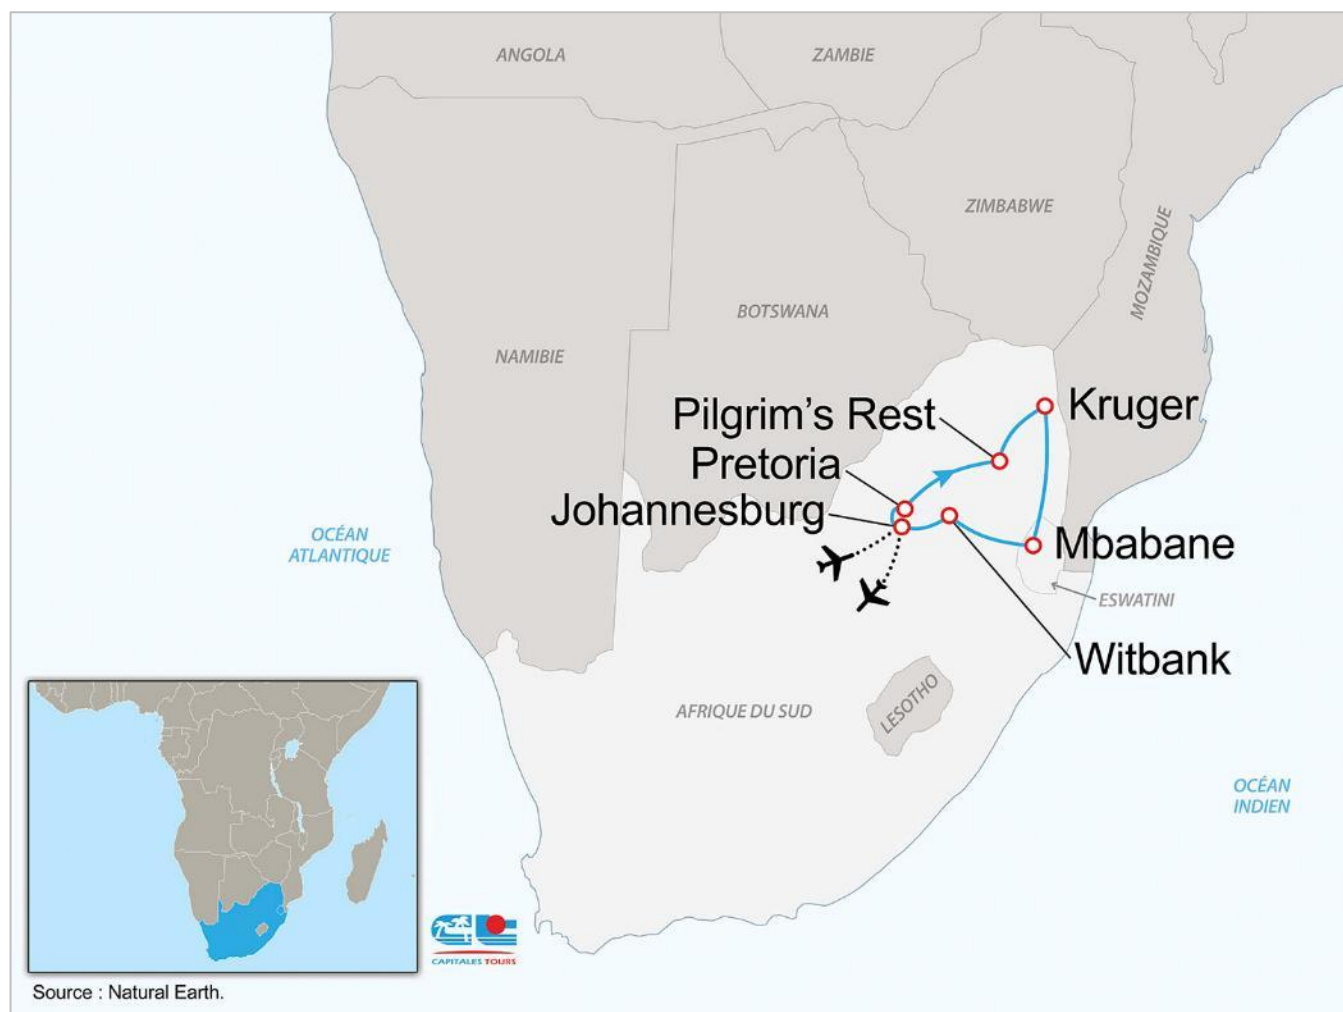 ANGOLA
ZAMBIE
ZIMBABWE
MOZAMBIQUE
BOTSWANA
NAMIBIE
Kruger
Pilgrim's Rest
Pretoria
Johannesburg
OCÉAN
ATLANTIQUE
Mbabane
ESWATINI
Witbank
AFRIQUE DU SUD
LESOTHO
OCÉAN
INDIEN
CAPITALES TOURS
Source : Natural Earth.